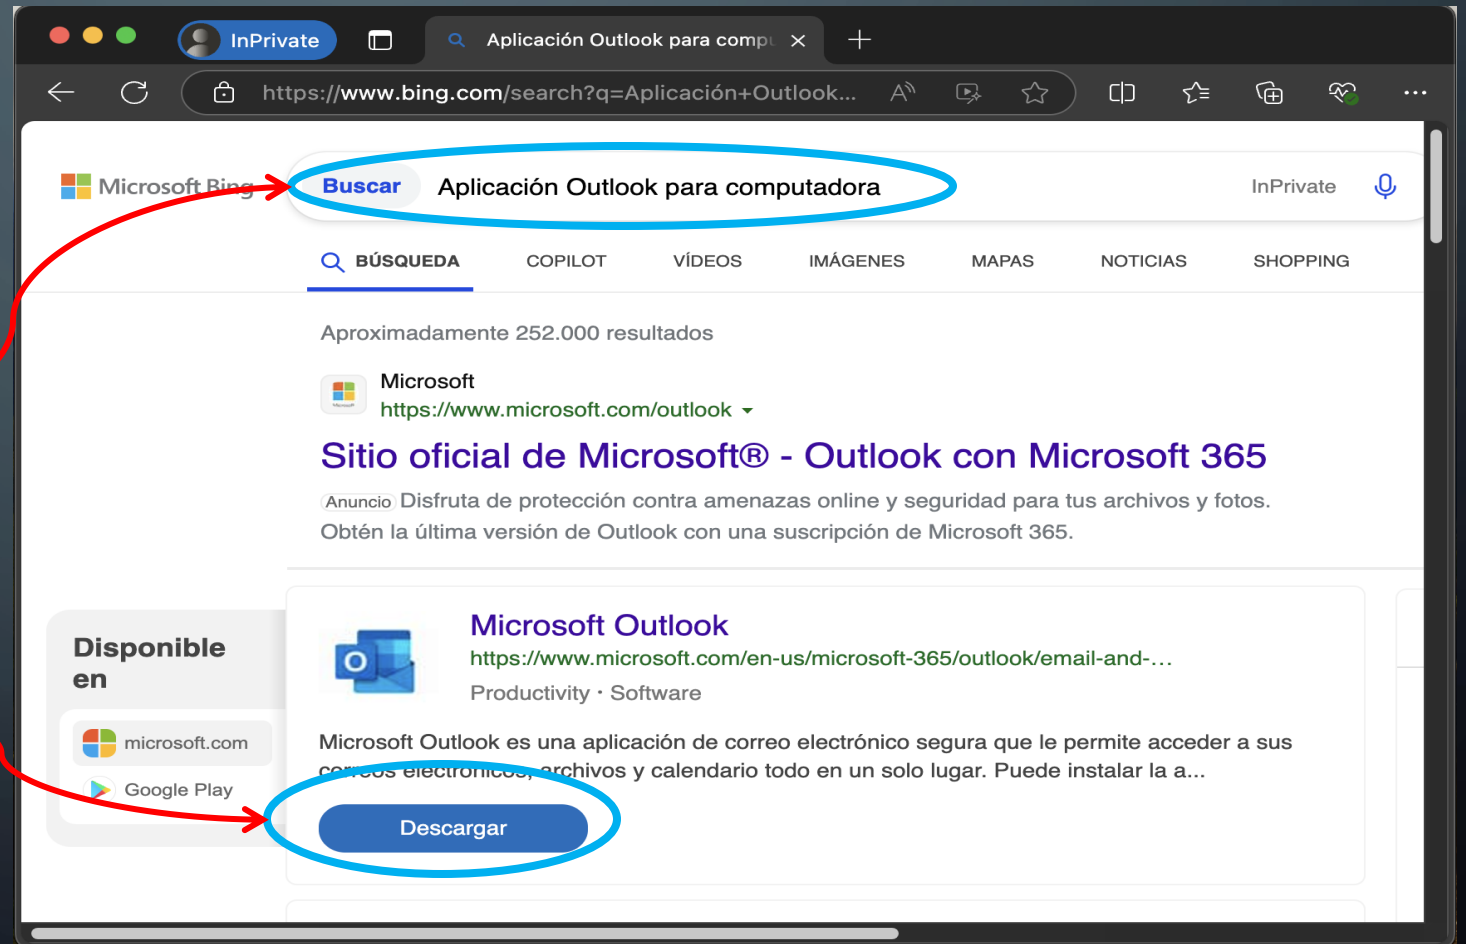 InPrivate
Aplicación Outlook para compu
https://www.bing.com/search?q=Aplicación+Outlook...
Microsoft Bing
Buscar
Aplicación Outlook para computadora
InPrivate
BÚSQUEDA
COPILOT
VÍDEOS
IMÁGENES
MAPAS
NOTICIAS
SHOPPING
Aproximadamente 252.000 resultados
Microsoft
https://www.microsoft.com/outlook
Sitio oficial de Microsoft® - Outlook con Microsoft 365
Anuncio Disfruta de protección contra amenazas online y seguridad para tus archivos y fotos.
Obtén la última versión de Outlook con una suscripción de Microsoft 365.
Disponible
en
microsoft.com
Google Play
Microsoft Outlook
https://www.microsoft.com/en-us/microsoft-365/outlook/email-and-...
Productivity · Software
Microsoft Outlook es una aplicación de correo electrónico segura que le permite acceder a sus
correos electrónicos, archivos y calendario todo en un solo lugar. Puede instalar la a...
Descargar